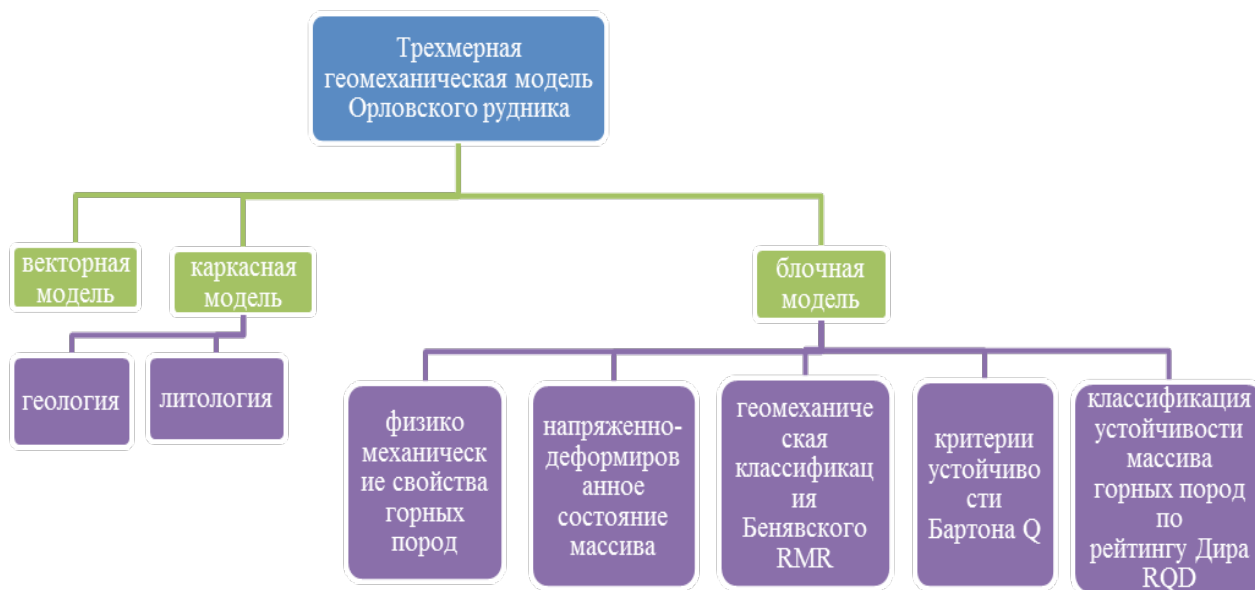 Трехмерная
геомеханическая модель
Орловского рудника
векторная
модель
каркасная
модель
блочная
модель
геология
литология
физико
механическ
ие свойства
горных
пород
напряженно-
деформиров
анное
состояние
массива
геомеханиче
ская
классификац
ия
Бенявского
RMR
критерии
устойчиво
сти
Бартона Q
классификация
устойчивости
массива
горных пород
по
рейтингу Дира
RQD